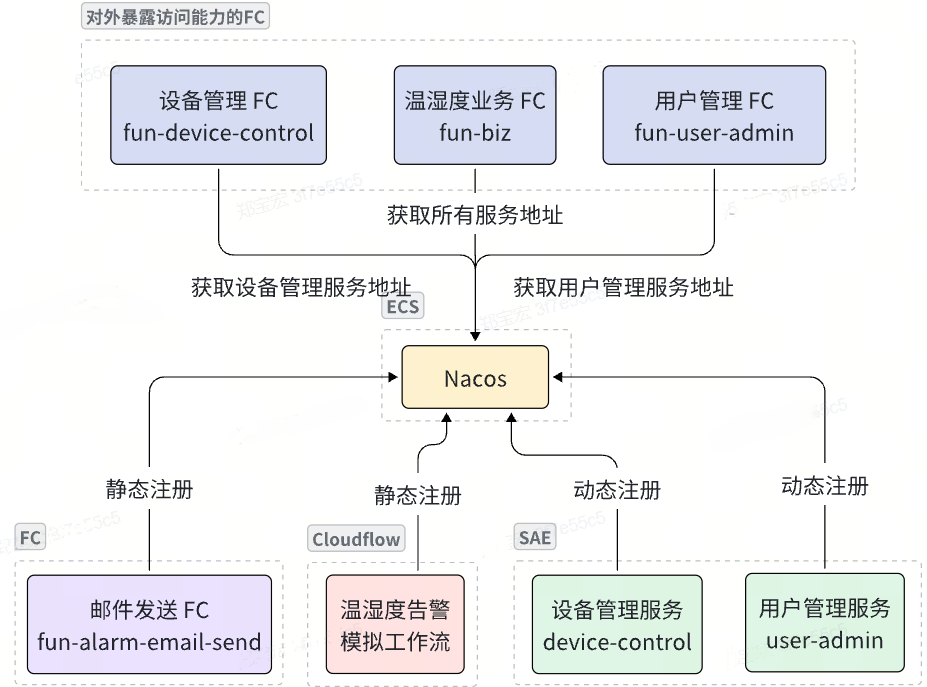 对外暴露访问能力的FC
设备管理 FC
fun-device-control
温湿度业务 FC
fun-biz
用户管理 FC
fun-user-admin
获取所有服务地址
获取设备管理服务地址
获取用户管理服务地址
ECS
Nacos
静态注册
静态注册
动态注册
动态注册
FC
Cloudflow
SAE
邮件发送 FC
fun-alarm-email-send
温湿度告警
模拟工作流
设备管理服务
device-control
用户管理服务
user-admin
郑宝宏 3f7e55c5